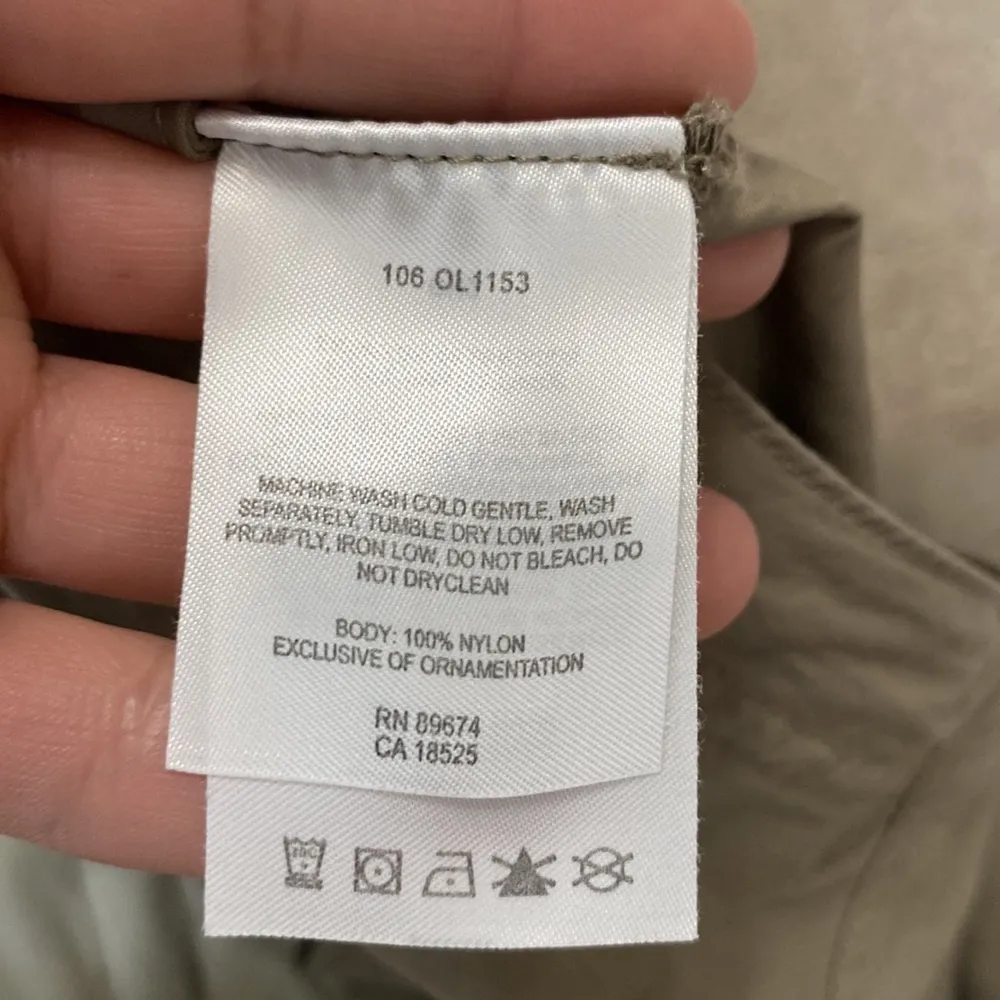 106 OL1153
MACHINE WASH COLD GENTLE, WASH
SEPARATELY, TUMBLE DRY LOW, REMOVE
PROMPTLY, IRON LOW, DO NOT BLEACH, DO
NOT DRYCLEAN
BODY: 100% NYLON
EXCLUSIVE OF ORNAMENTATION
RN 89674
CA 18525